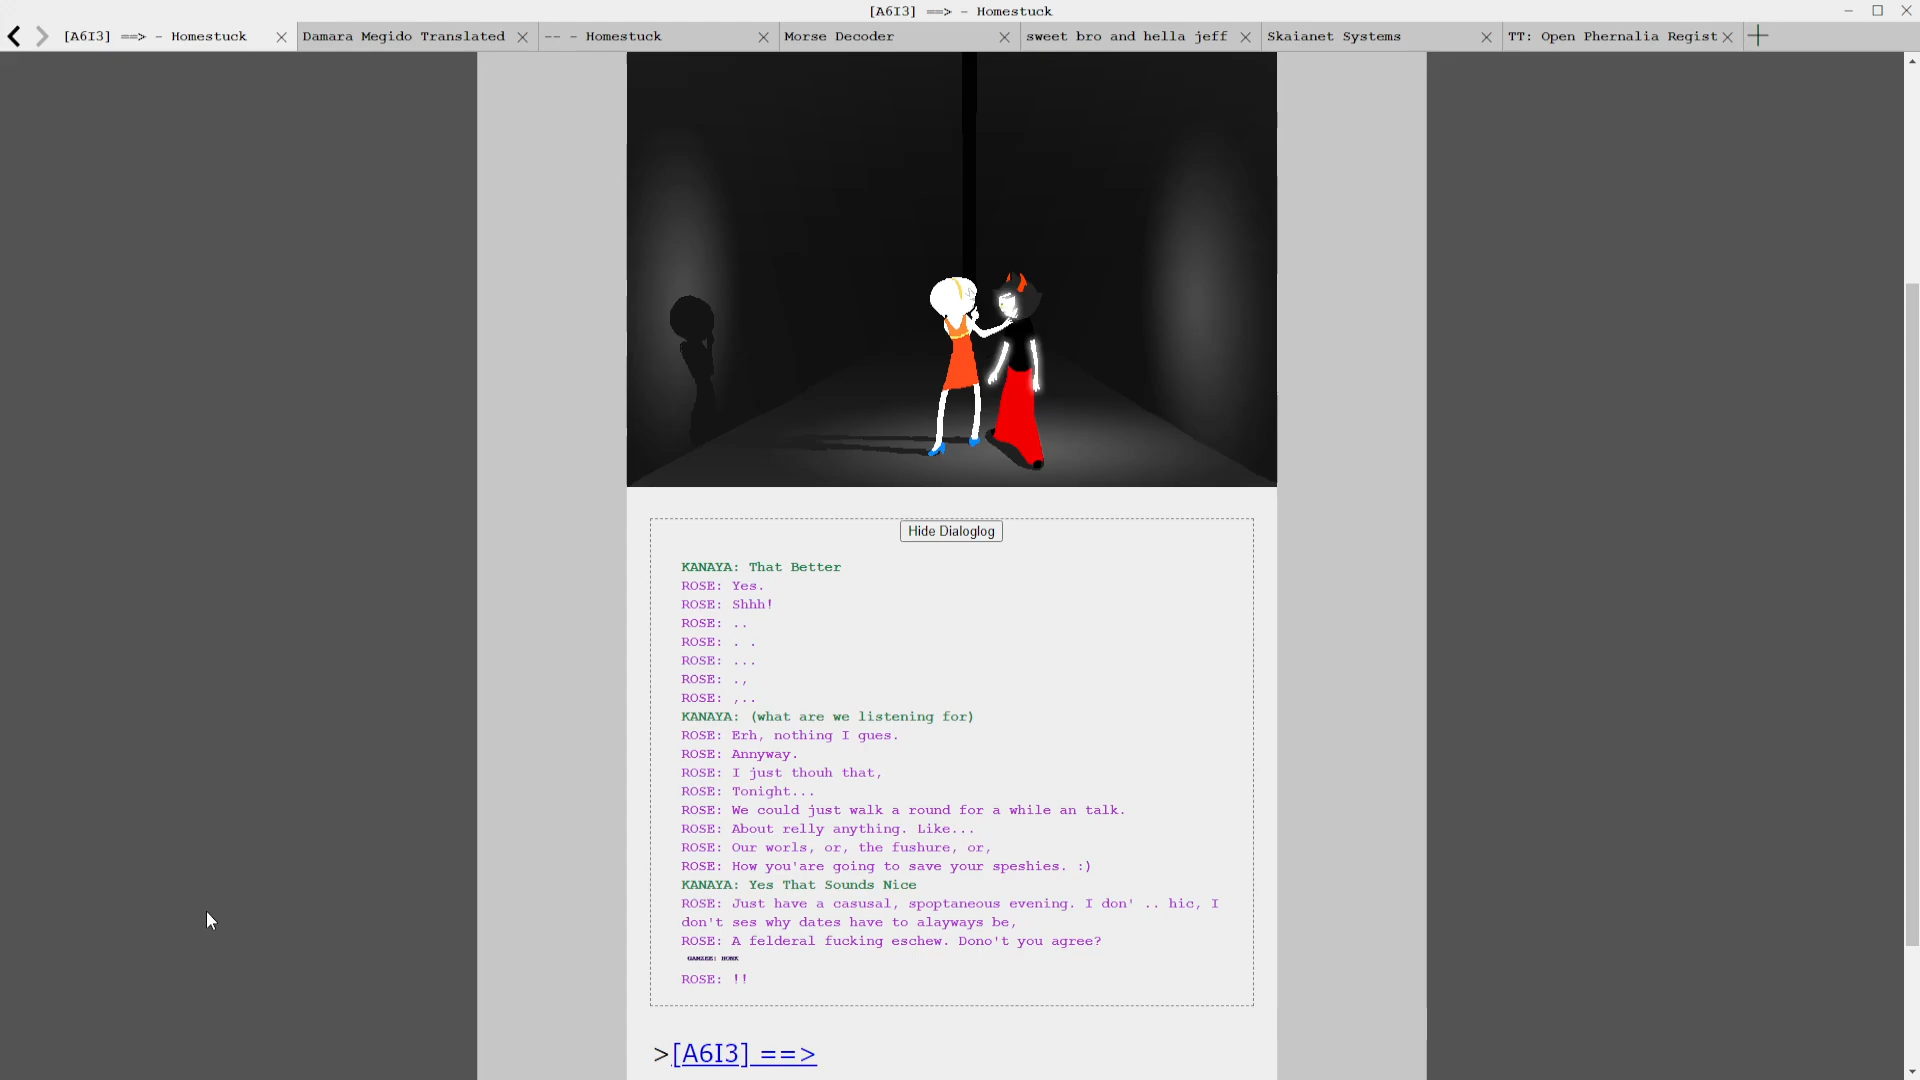 [A6I3] ==> - Homestuck
[A6I3] ==> - Homestuck
Damara Megido Translated
-- - Homestuck
Morse Decoder
sweet bro and hella jeff
Skaianet Systems
TT: Open Phernalia Regist
Hide Dialoglog
KANAYA: That Better
ROSE: Yes.
ROSE: Shhh!
ROSE: ..
ROSE: . .
ROSE: ...
ROSE: .,
ROSE: ,..
KANAYA: (what are we listening for)
ROSE: Erh, nothing I gues.
ROSE: Annyway.
ROSE: I just thouh that,
ROSE: Tonight...
ROSE: We could just walk a round for a while an talk.
ROSE: About relly anything. Like...
ROSE: Our worls, or, the fushure, or,
ROSE: How you'are going to save your speshies. :)
KANAYA: Yes That Sounds Nice
ROSE: Just have a casusal, spoptaneous evening. I don' .. hic, I
don't ses why dates have to alayways be,
ROSE: A felderal fucking eschew. Dono't you agree?
GAMZEE: HONK
ROSE: !!
>[A6I3] ==>